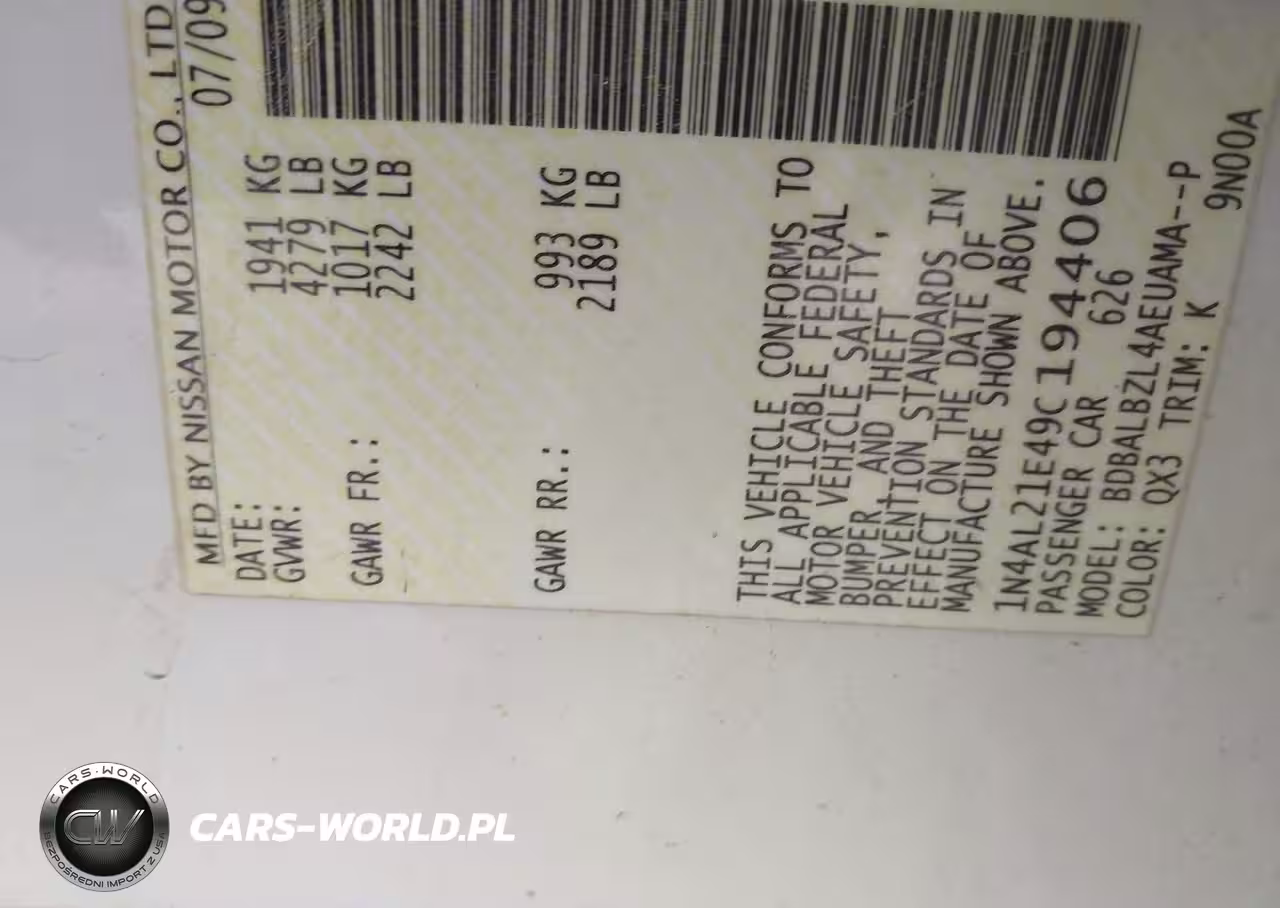 MFD BY NISSAN MOTOR CO., LTD
DATE: 07/09
GVWR: 1941 KG
4279 LB
GAWR FR.: 1017 KG
2242 LB
GAWR RR.: 993 KG
2189 LB
THIS VEHICLE CONFORMS TO
ALL APPLICABLE FEDERAL
MOTOR VEHICLE SAFETY,
BUMPER, AND THEFT
PREVENTION STANDARDS IN
EFFECT ON THE DATE OF
MANUFACTURE SHOWN ABOVE.
1N4AL21E49C194406
PASSENGER CAR 626
MODEL: BDBALBZL4AEUAMA--P
COLOR: QX3 TRIM: K 9N00A
CARS-WORLD
CW
BEZPOŚREDNI IMPORT Z USA
CARS-WORLD.PL